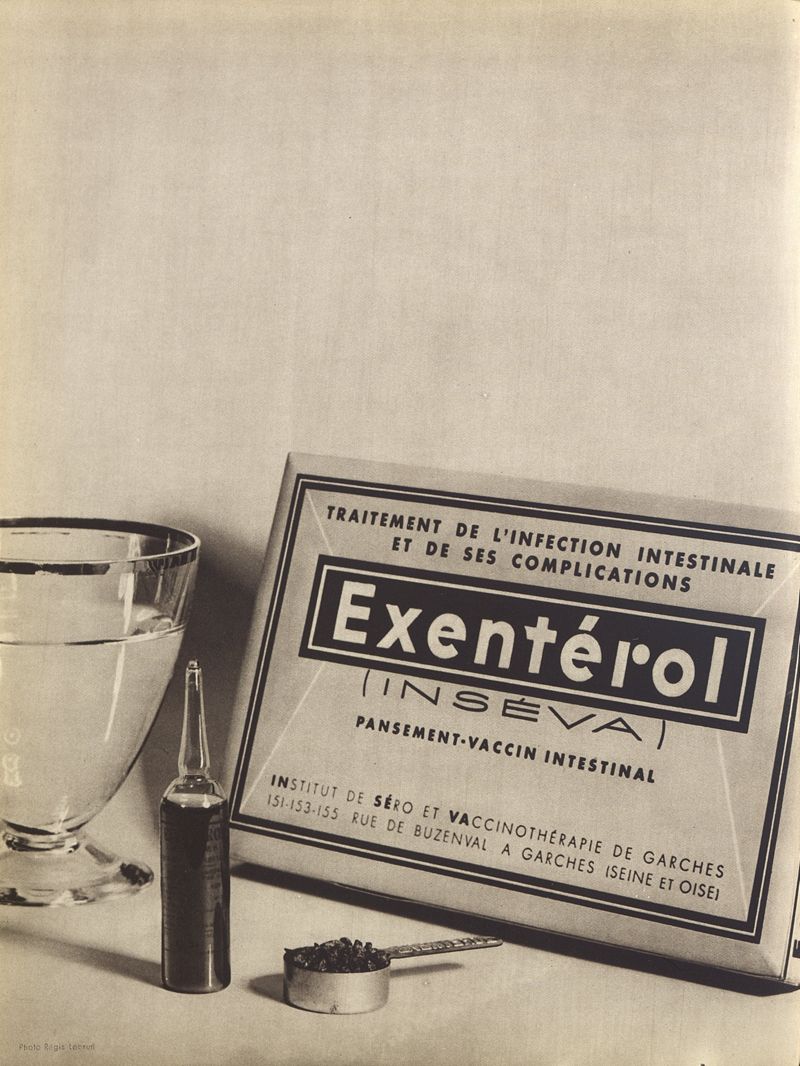 TRAITEMENT DE L'INFECTION INTESTINALE
ET DE SES COMPLICATIONS
Exentérol
(INSÉVA)
PANSEMENT-VACCIN INTESTINAL
INSTITUT DE SÉRO ET VACCINOTHÉRAPIE DE GARCHES
151-153-155 RUE DE BUZENVAL A GARCHES (SEINE ET OISE)
Photo Régis